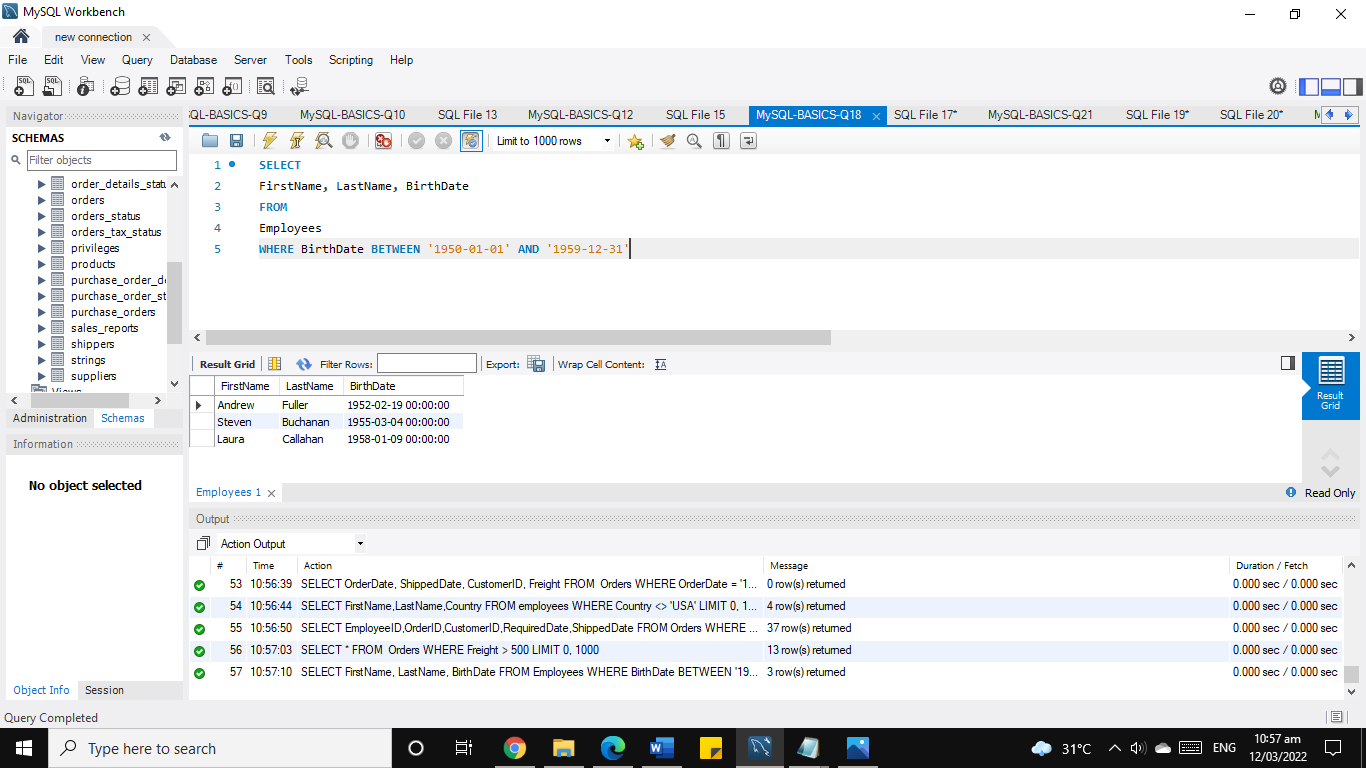 MySQL Workbench
new connection
File Edit View Query Database Server Tools Scripting Help
Navigator
SCHEMAS
Filter objects
order_details_statu
orders
orders_status
orders_tax_status
privileges
products
purchase_order_de
purchase_order_st
purchase_orders
sales_reports
shippers
strings
suppliers
Views
Administration Schemas
Information
No object selected
Object Info Session
QL-BASICS-Q9 MySQL-BASICS-Q10 SQL File 13 MySQL-BASICS-Q12 SQL File 15 MySQL-BASICS-Q18 SQL File 17* MySQL-BASICS-Q21 SQL File 19* SQL File 20* M
Limit to 1000 rows
1 SELECT
2 FirstName, LastName, BirthDate
3 FROM
4 Employees
5 WHERE BirthDate BETWEEN '1950-01-01' AND '1959-12-31'
Result Grid Filter Rows: Export: Wrap Cell Content:
FirstName LastName BirthDate
Andrew Fuller 1952-02-19 00:00:00
Steven Buchanan 1955-03-04 00:00:00
Laura Callahan 1958-01-09 00:00:00
Result
Grid
Employees 1
Read Only
Output
Action Output
# Time Action Message Duration / Fetch
53 10:56:39 SELECT OrderDate, ShippedDate, CustomerID, Freight FROM Orders WHERE OrderDate = '1... 0 row(s) returned 0.000 sec / 0.000 sec
54 10:56:44 SELECT FirstName,LastName,Country FROM employees WHERE Country <> 'USA' LIMIT 0, 1... 4 row(s) returned 0.000 sec / 0.000 sec
55 10:56:50 SELECT EmployeeID,OrderID,CustomerID,RequiredDate,ShippedDate FROM Orders WHERE ... 37 row(s) returned 0.000 sec / 0.000 sec
56 10:57:03 SELECT * FROM Orders WHERE Freight > 500 LIMIT 0, 1000 13 row(s) returned 0.000 sec / 0.000 sec
57 10:57:10 SELECT FirstName, LastName, BirthDate FROM Employees WHERE BirthDate BETWEEN '19... 3 row(s) returned 0.000 sec / 0.000 sec
Query Completed
Type here to search
31°C
ENG
10:57 am
12/03/2022